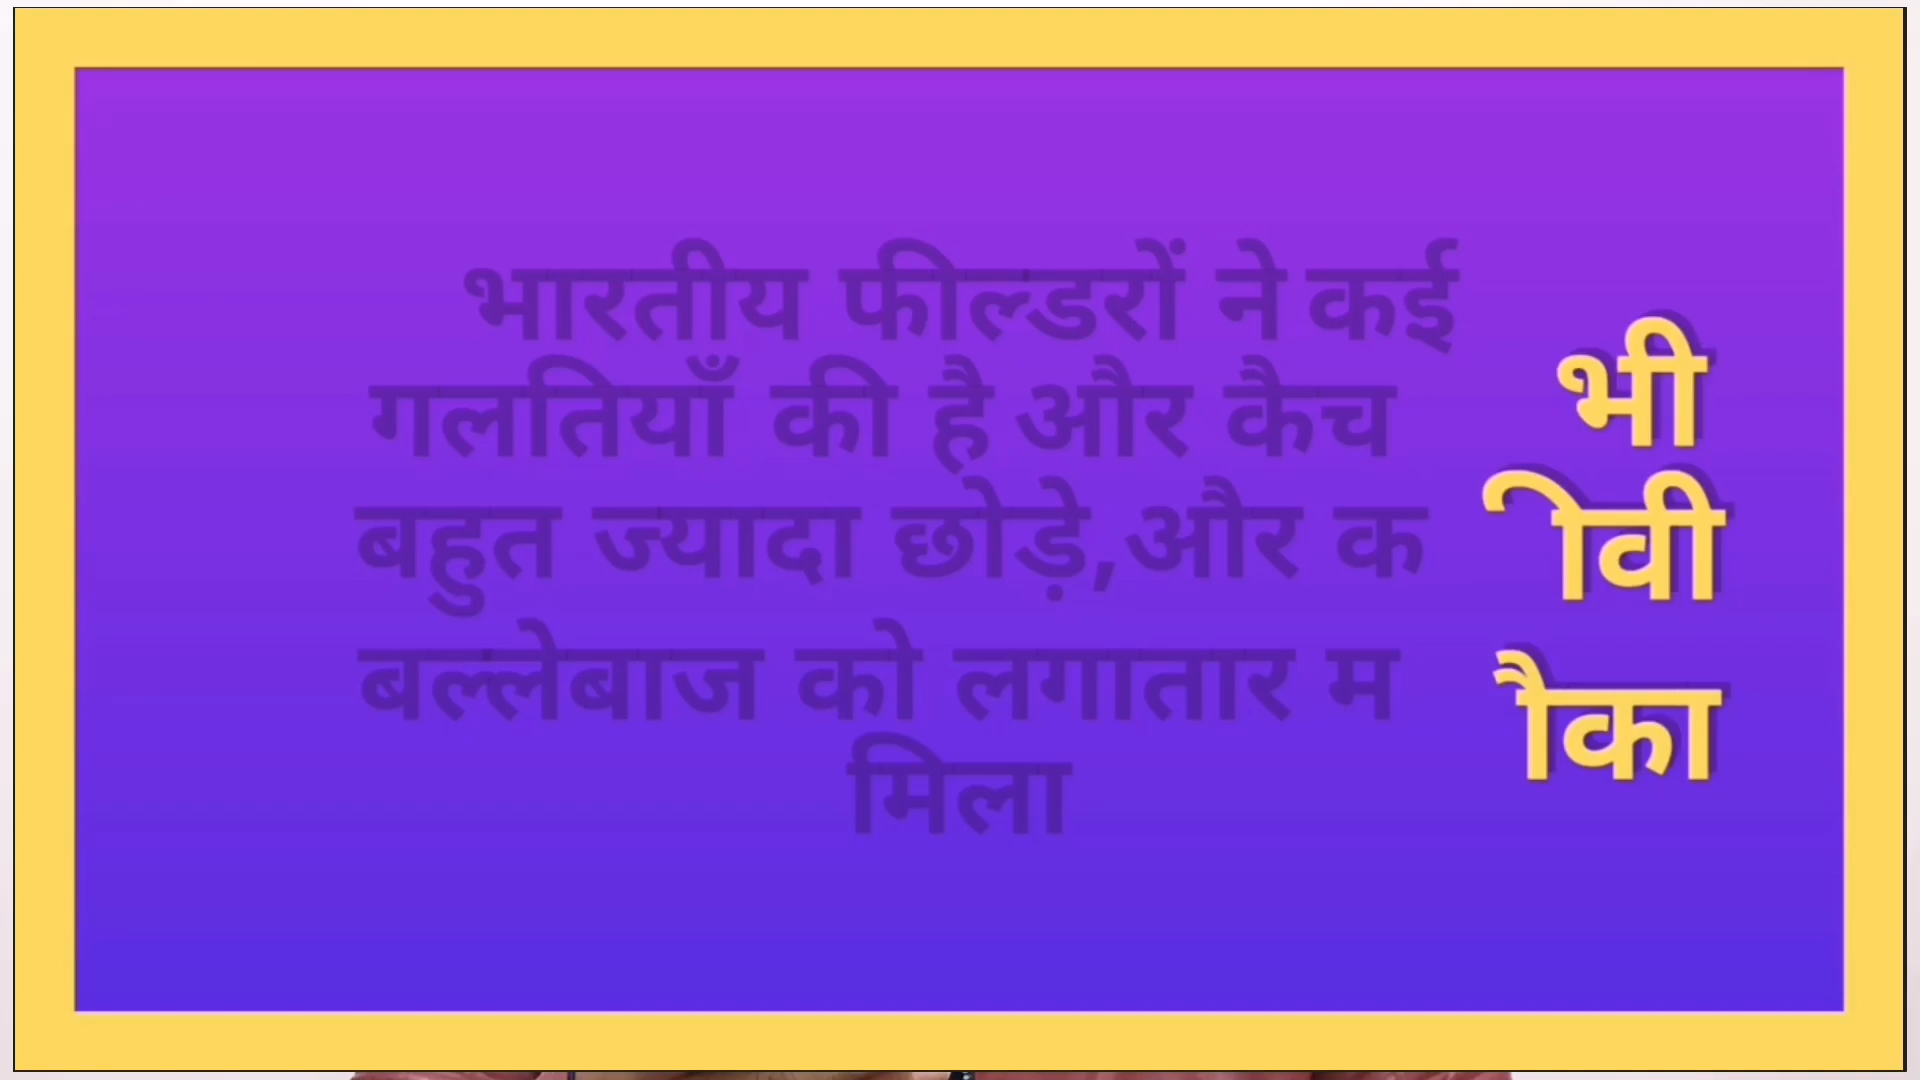 भारतीय फील्डरों ने कई भी
गलतियाँ की है और कैच
बहुत ज्यादा छोड़े,और क ीवी
बल्लेबाज को लगातार म ौका
मिला